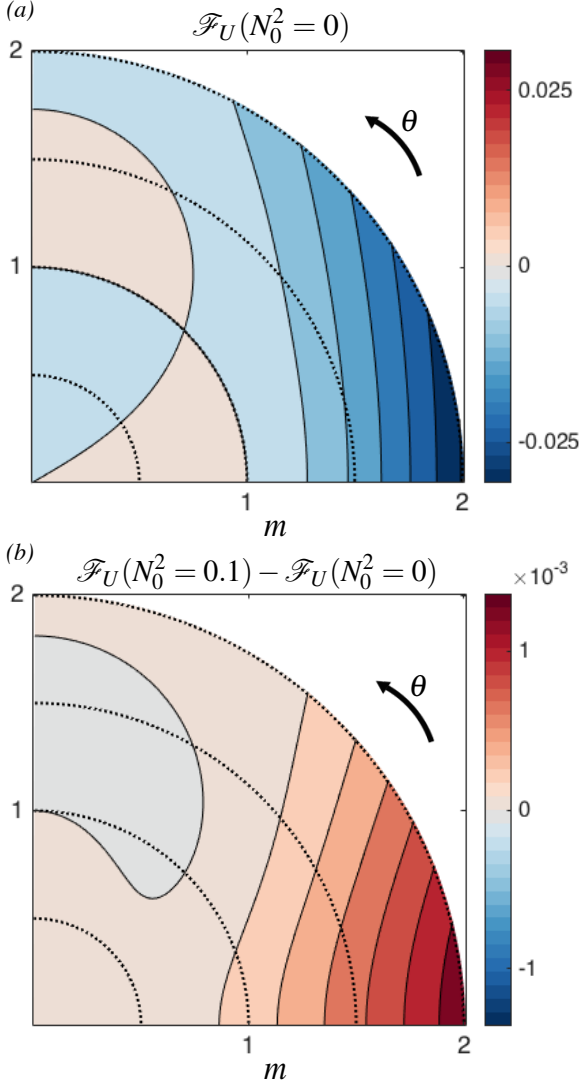 (a)
ℱ_U(N_0^2 = 0)
2
0.025
θ
1
0
-0.025
1
2
m
(b)
ℱ_U(N_0^2 = 0.1) − ℱ_U(N_0^2 = 0)
×10^-3
2
θ
1
1
0
-1
1
2
m